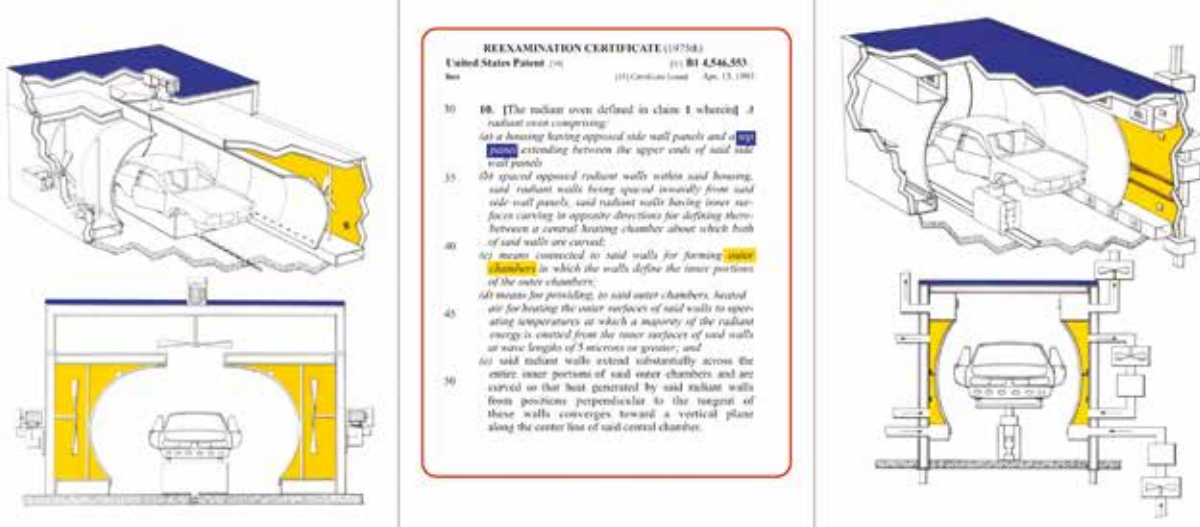 REEXAMINATION CERTIFICATE (1975th)
United States Patent [19] [11] B1 4,546,553
Best [45] Certificate Issued Apr. 13, 1993
30 10. [The radiant oven defined in claim 1 wherein] A
radiant oven comprising:
(a) a housing having opposed side wall panels and a top
panel extending between the upper ends of said side
wall panels
35 (b) spaced opposed radiant walls within said housing,
said radiant walls being spaced inwardly from said
side wall panels, said radiant walls having inner sur-
faces curving in opposite directions for defining there-
between a central heating chamber about which both
40 of said walls are curved;
(c) means connected to said walls for forming outer
chambers in which the walls define the inner portions
of the outer chambers;
(d) means for providing, to said outer chambers, heated
45 air for heating the outer surfaces of said walls to oper-
ating temperatures at which a majority of the radiant
energy is emitted from the inner surfaces of said walls
at wave lengths of 5 microns or greater; and
(e) said radiant walls extend substantially across the
entire inner portions of said outer chambers and are
50 curved so that heat generated by said radiant walls
from positions perpendicular to the tangent of
these walls converges toward a vertical plane
along the center line of said central chamber.